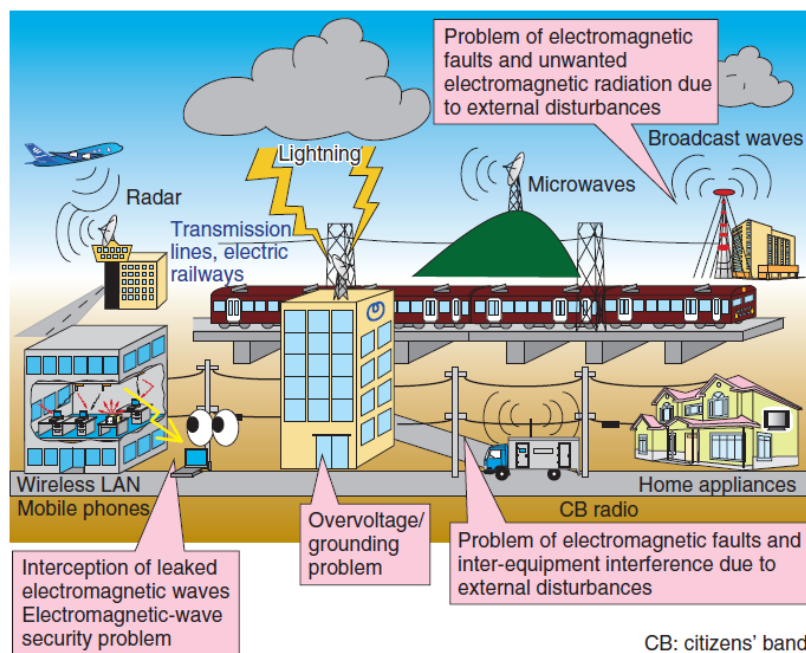 Problem of electromagnetic
faults and unwanted
electromagnetic radiation due
to external disturbances
Broadcast waves
Lightning
Microwaves
Radar
Transmission
lines, electric
railways
Wireless LAN
Mobile phones
Home appliances
CB radio
Overvoltage/
grounding
problem
Problem of electromagnetic faults and
inter-equipment interference due to
external disturbances
Interception of leaked
electromagnetic waves
Electromagnetic-wave
security problem
CB: citizens’ band